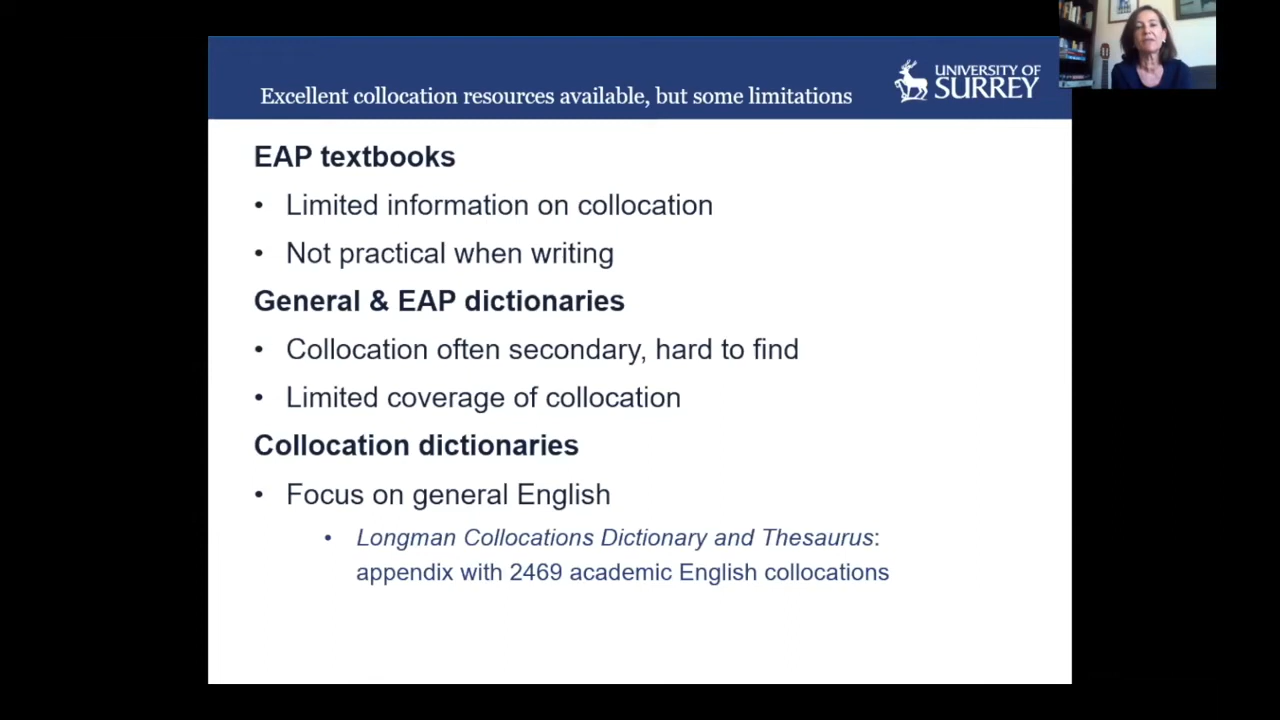 Excellent collocation resources available, but some limitations
UNIVERSITY OF
SURREY
EAP textbooks
• Limited information on collocation
• Not practical when writing
General & EAP dictionaries
• Collocation often secondary, hard to find
• Limited coverage of collocation
Collocation dictionaries
• Focus on general English
• Longman Collocations Dictionary and Thesaurus:
appendix with 2469 academic English collocations